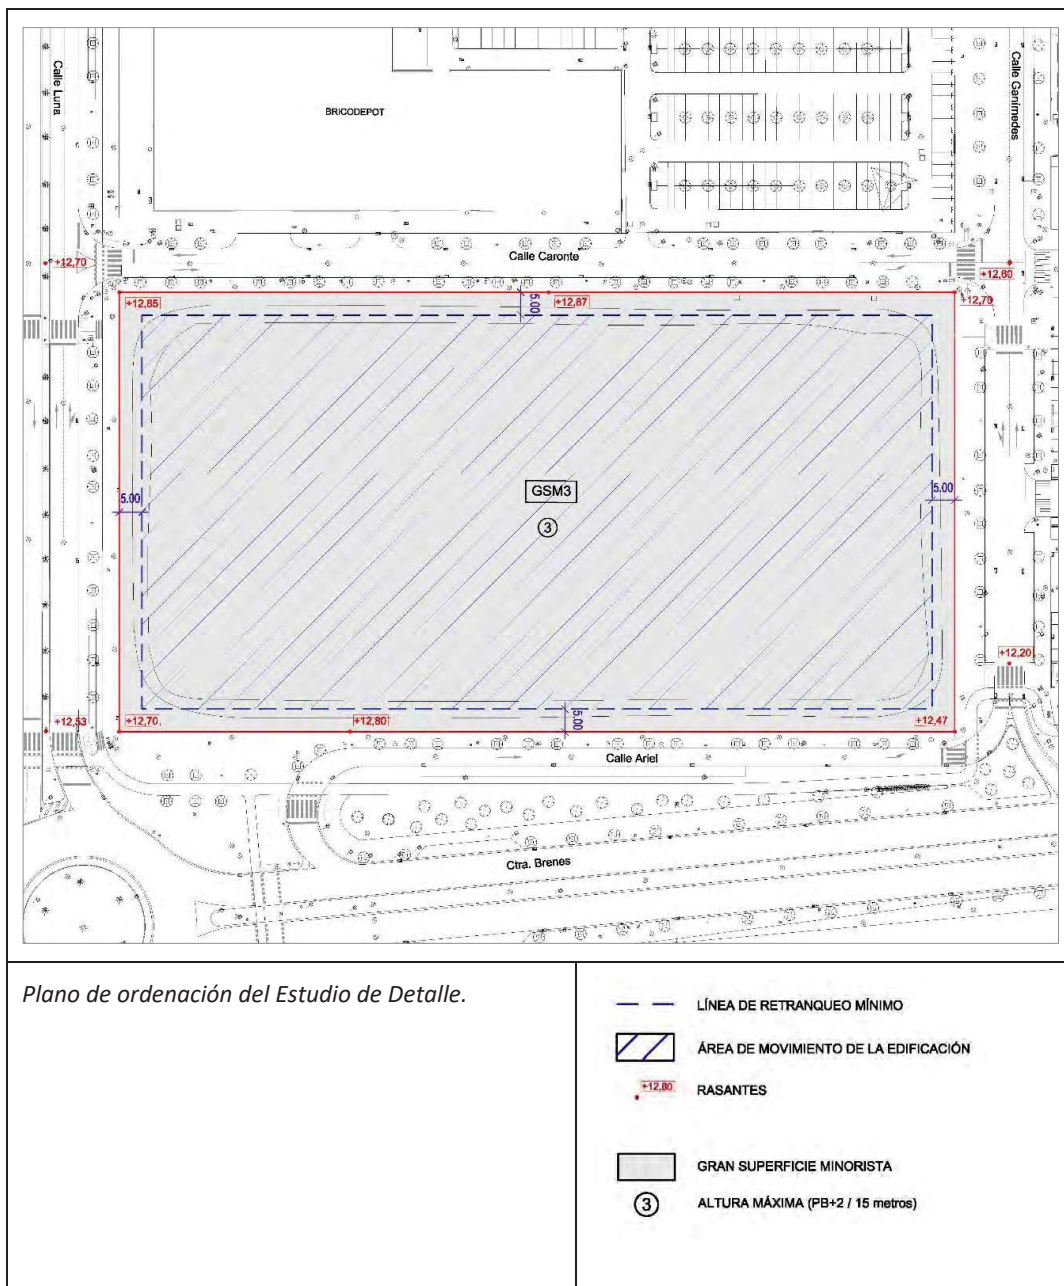 Calle Luna
BRICODEPOT
Calle Ganimedes
Calle Caronte
+12,70
+12,80
+12,85
5.00
+12,87
+12,70
5.00
GSM3
5.00
3
+12,20
+12,53
+12,70
+12,80
5.00
+12,47
Calle Ariel
Ctra. Brenes
Plano de ordenación del Estudio de Detalle.
LÍNEA DE RETRANQUEO MÍNIMO
ÁREA DE MOVIMIENTO DE LA EDIFICACIÓN
+12,80 RASANTES
GRAN SUPERFICIE MINORISTA
3 ALTURA MÁXIMA (PB+2 / 15 metros)